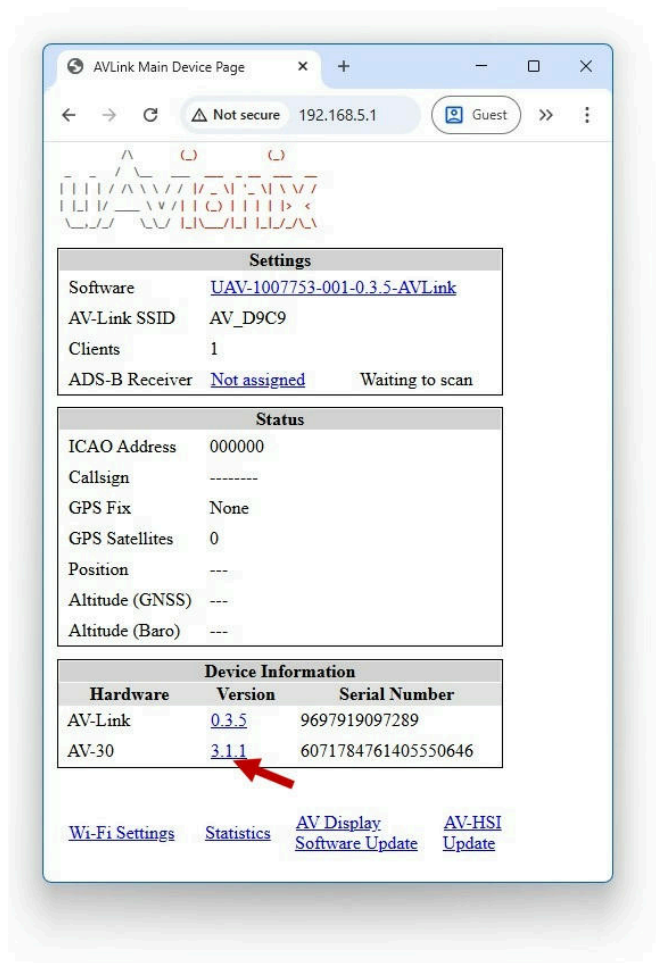 AVLink Main Device Page
Not secure 192.168.5.1 Guest
uAvionix
Settings
Software UAV-1007753-001-0.3.5-AVLink
AV-Link SSID AV_D9C9
Clients 1
ADS-B Receiver Not assigned Waiting to scan
Status
ICAO Address 000000
Callsign --------
GPS Fix None
GPS Satellites 0
Position ---
Altitude (GNSS) ---
Altitude (Baro) ---
Device Information
Hardware Version Serial Number
AV-Link 0.3.5 9697919097289
AV-30 3.1.1 6071784761405550646
Wi-Fi Settings Statistics AV Display Software Update AV-HSI Update